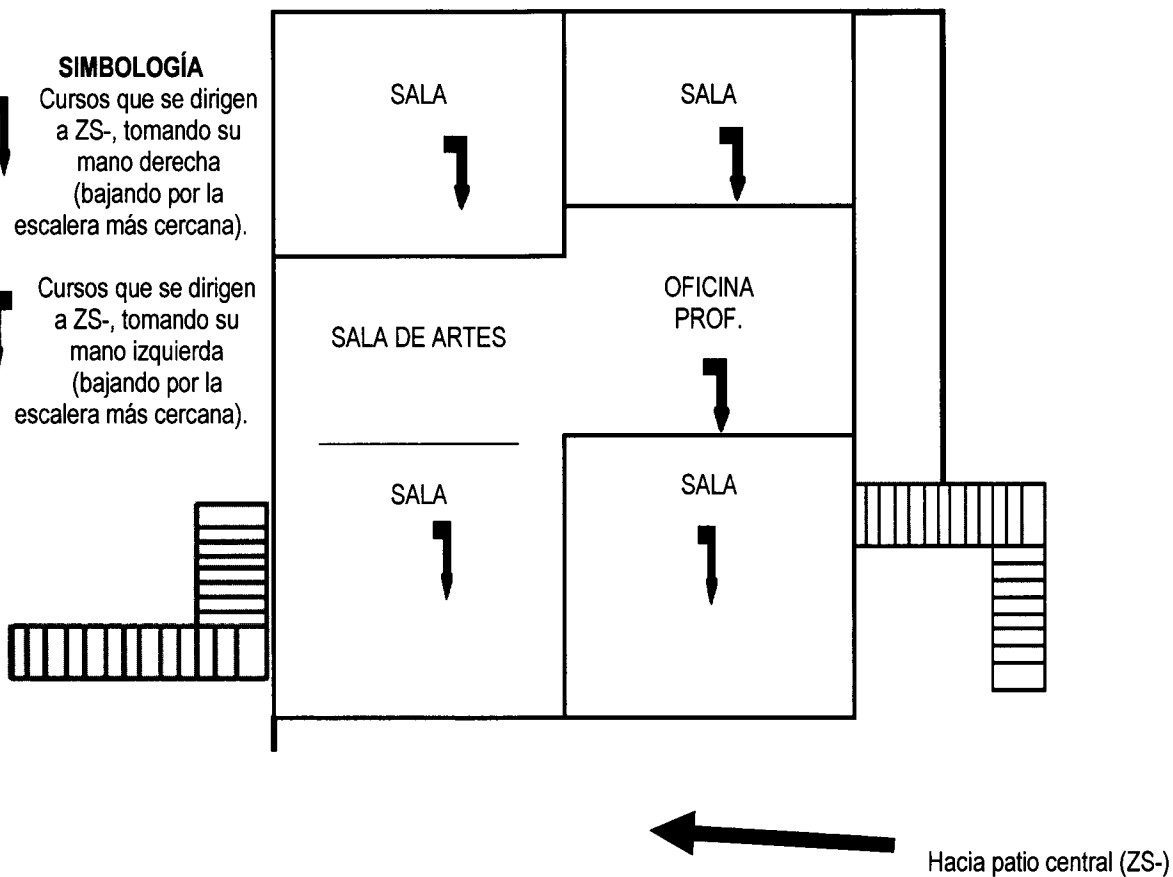 SIMBOLOGÍA
Cursos que se dirigen
a ZS-, tomando su
mano derecha
(bajando por la
escalera más cercana).
Cursos que se dirigen
a ZS-, tomando su
mano izquierda
(bajando por la
escalera más cercana).
SALA
SALA
SALA DE ARTES
OFICINA
PROF.
SALA
SALA
Hacia patio central (ZS-)